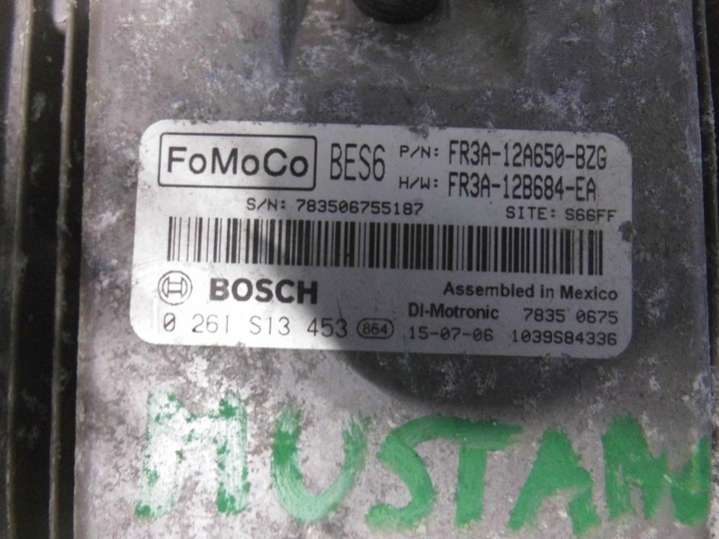 FoMoCo BES6 P/N: FR3A-12A650-BZG
H/W: FR3A-12B684-EA
S/N: 783506755187 SITE: S66FF
BOSCH Assembled in Mexico
DI-Motronic 7835 0675
0 261 S13 453 864 15-07-06 1039S84336
MUSTAN